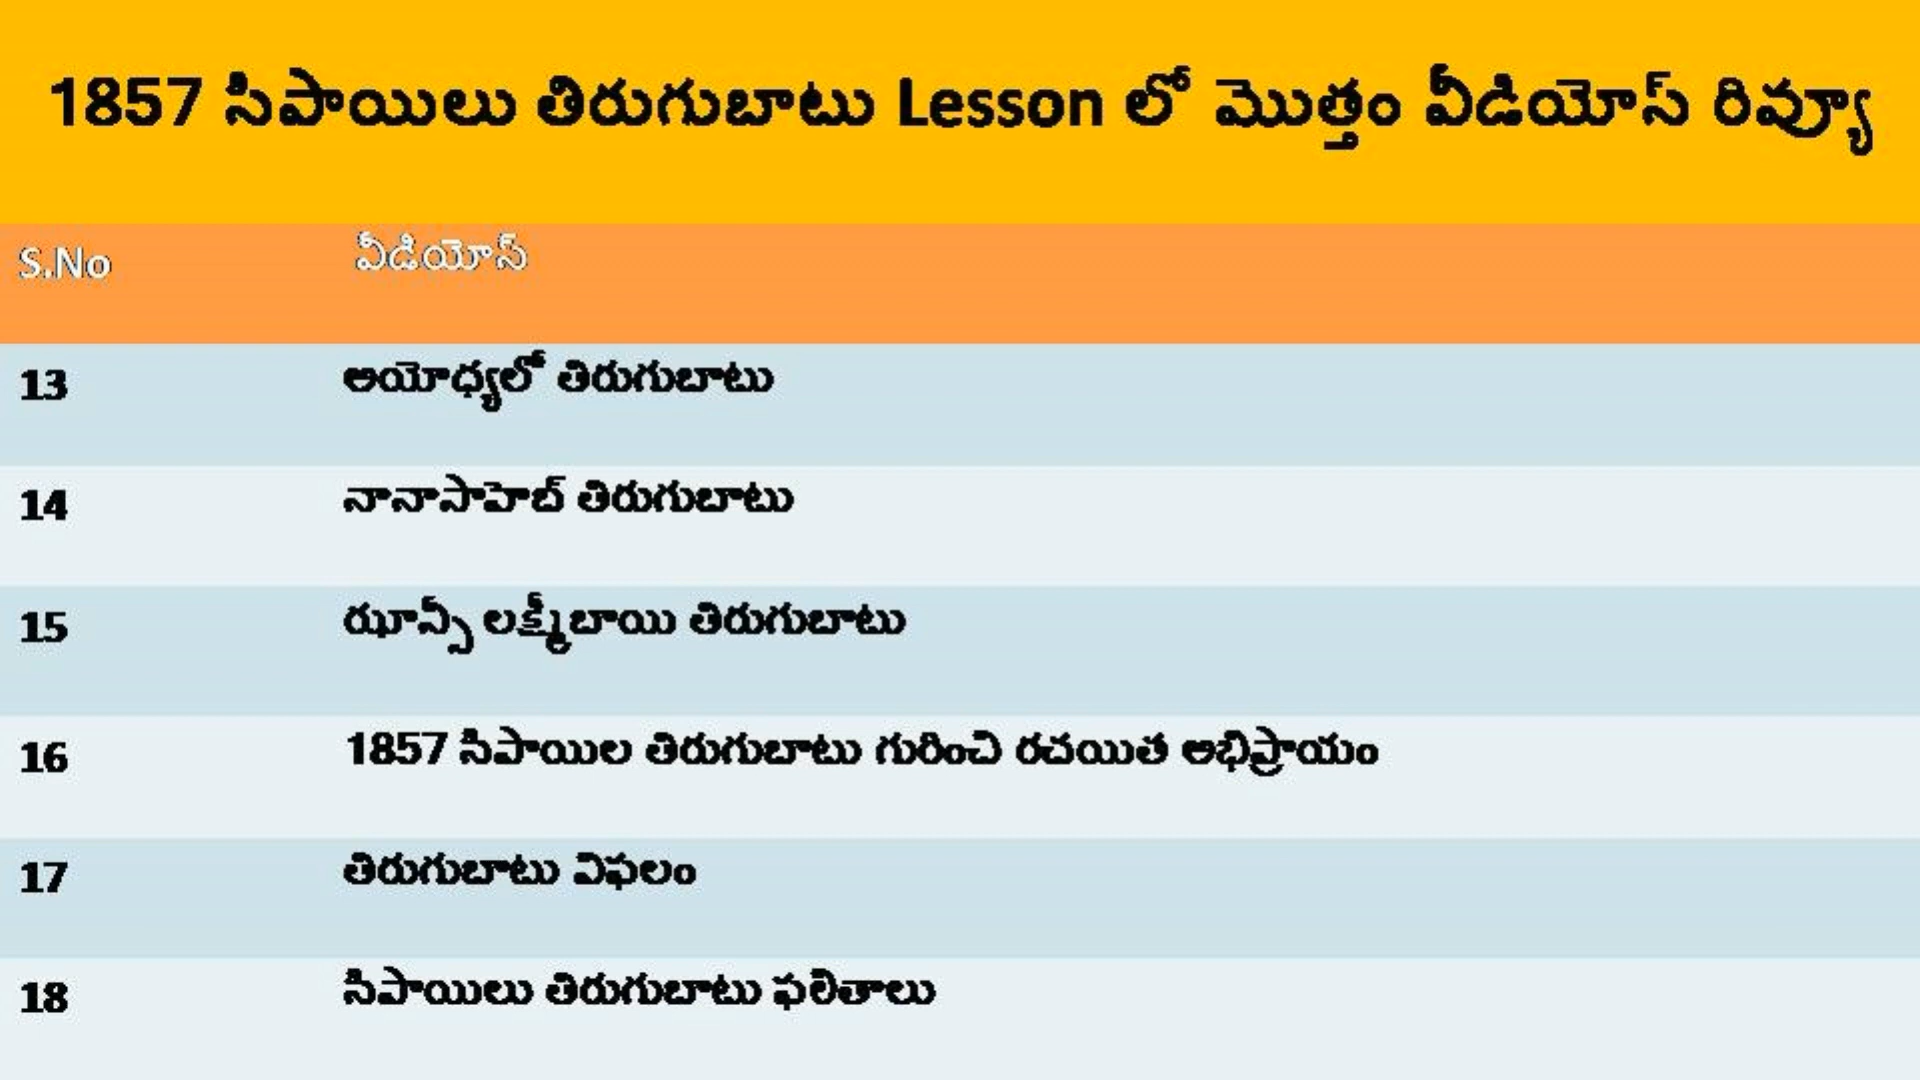 1857 సిపాయిలు తిరుగుబాటు Lesson లో మొత్తం వీడియోస్ రివ్యూ
S.No వీడియోస్
13 అయోధ్యలో తిరుగుబాటు
14 నానాసాహెబ్ తిరుగుబాటు
15 ఝాన్సీ లక్ష్మీబాయి తిరుగుబాటు
16 1857 సిపాయిల తిరుగుబాటు గురించి రచయిత అభిప్రాయం
17 తిరుగుబాటు విఫలం
18 సిపాయిలు తిరుగుబాటు ఫలితాలు